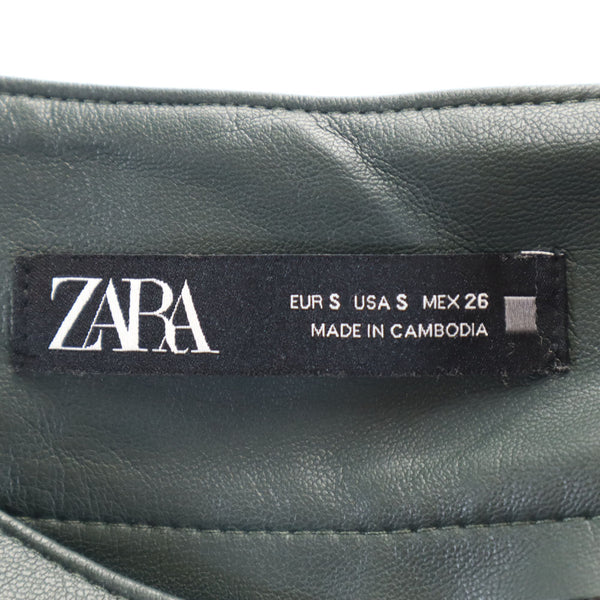 ZARA
EUR S USA S MEX 26
MADE IN CAMBODIA